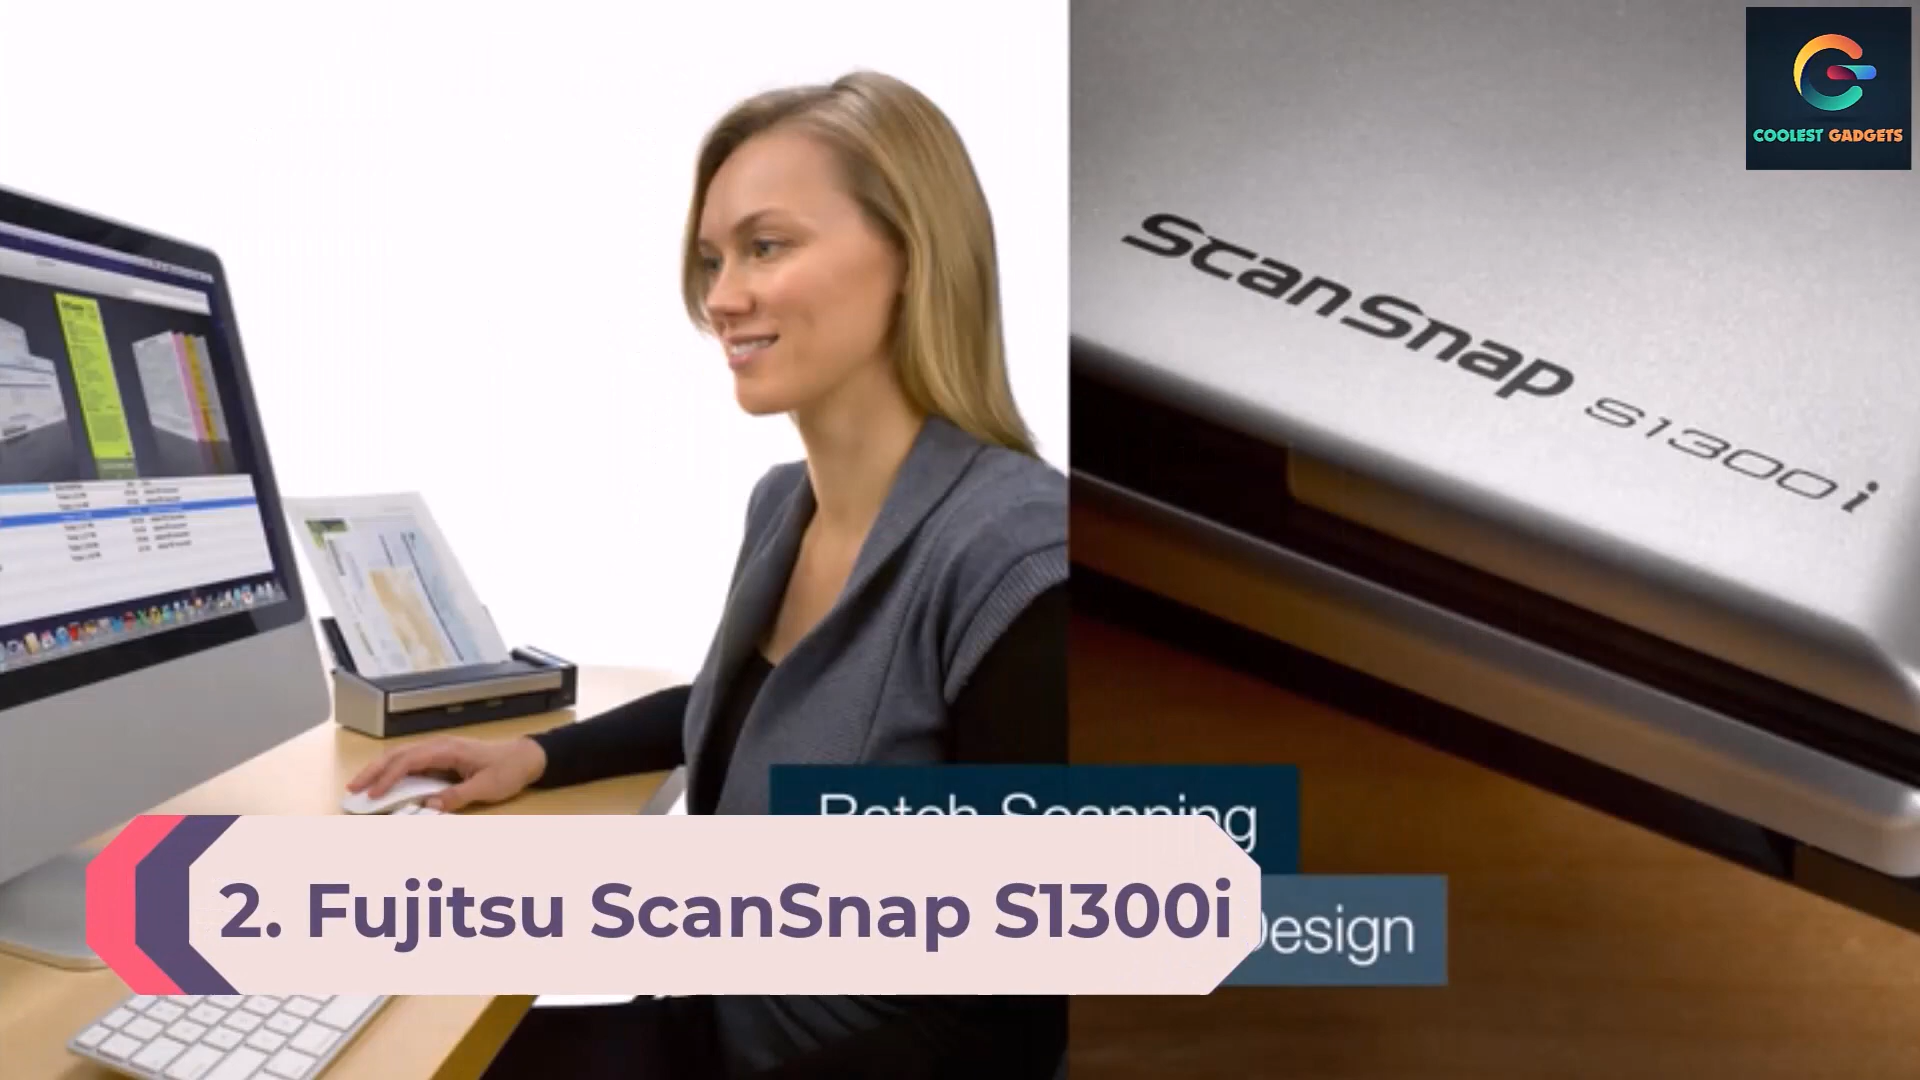 COOLEST GADGETS
ScanSnap S1300i
Batch Scanning
2. Fujitsu ScanSnap S1300i
Design